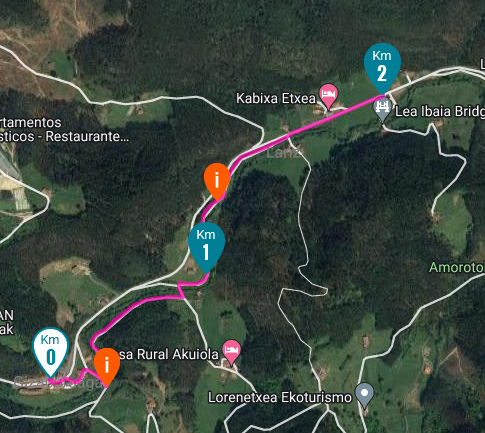 Km
2
Kabixa Etxea
Lea Ibaia Bridg
rtamentos
sticos - Restaurante...
i
Km
1
Amoroto
AN
ak
Km
0
i
sa Rural Akuiola
Lorenetxea Ekoturismo